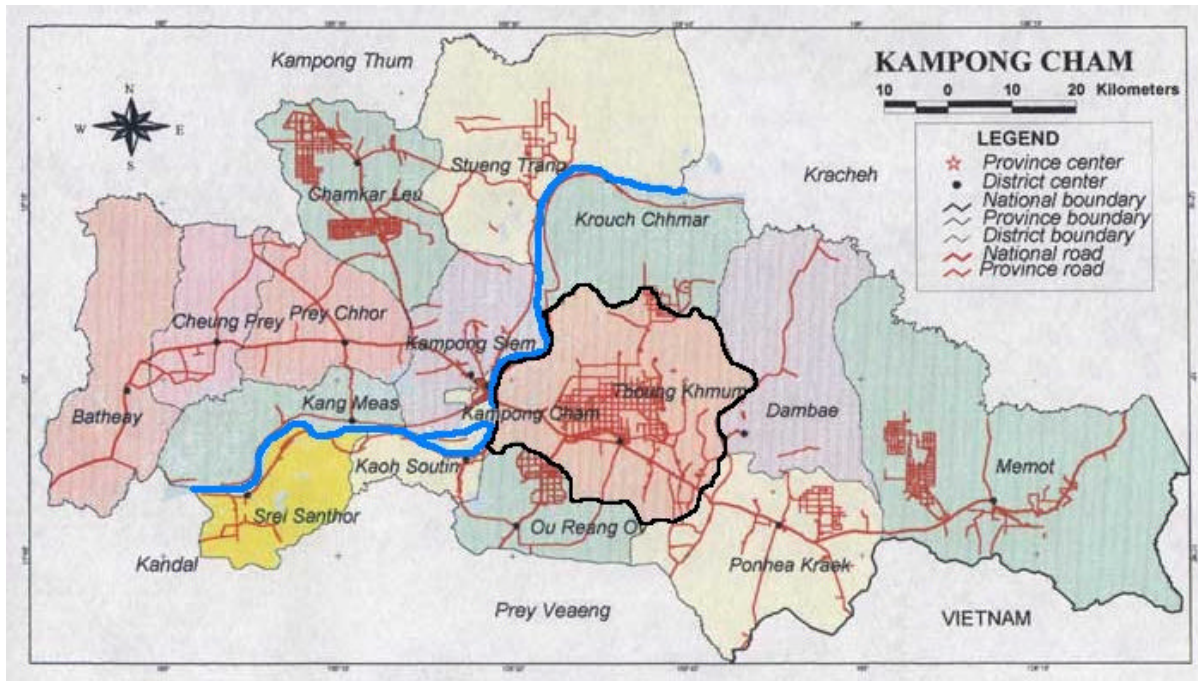 KAMPONG CHAM
10 0 10 20 Kilometers
LEGEND
Province center
District center
National boundary
Province boundary
District boundary
National road
Province road
N
W E
S
Kampong Thum
Stueng Trang
Kracheh
Chamkar Leu
Krouch Chhmar
Cheung Prey
Prey Chhor
Kampong Siem
Batheay
Kang Meas
Kampong Cham
Tboung Khmum
Dambae
Kaoh Soutin
Memot
Srei Santhor
Ou Reang Ov
Kandal
Ponhea Kraek
Prey Veaeng
VIETNAM